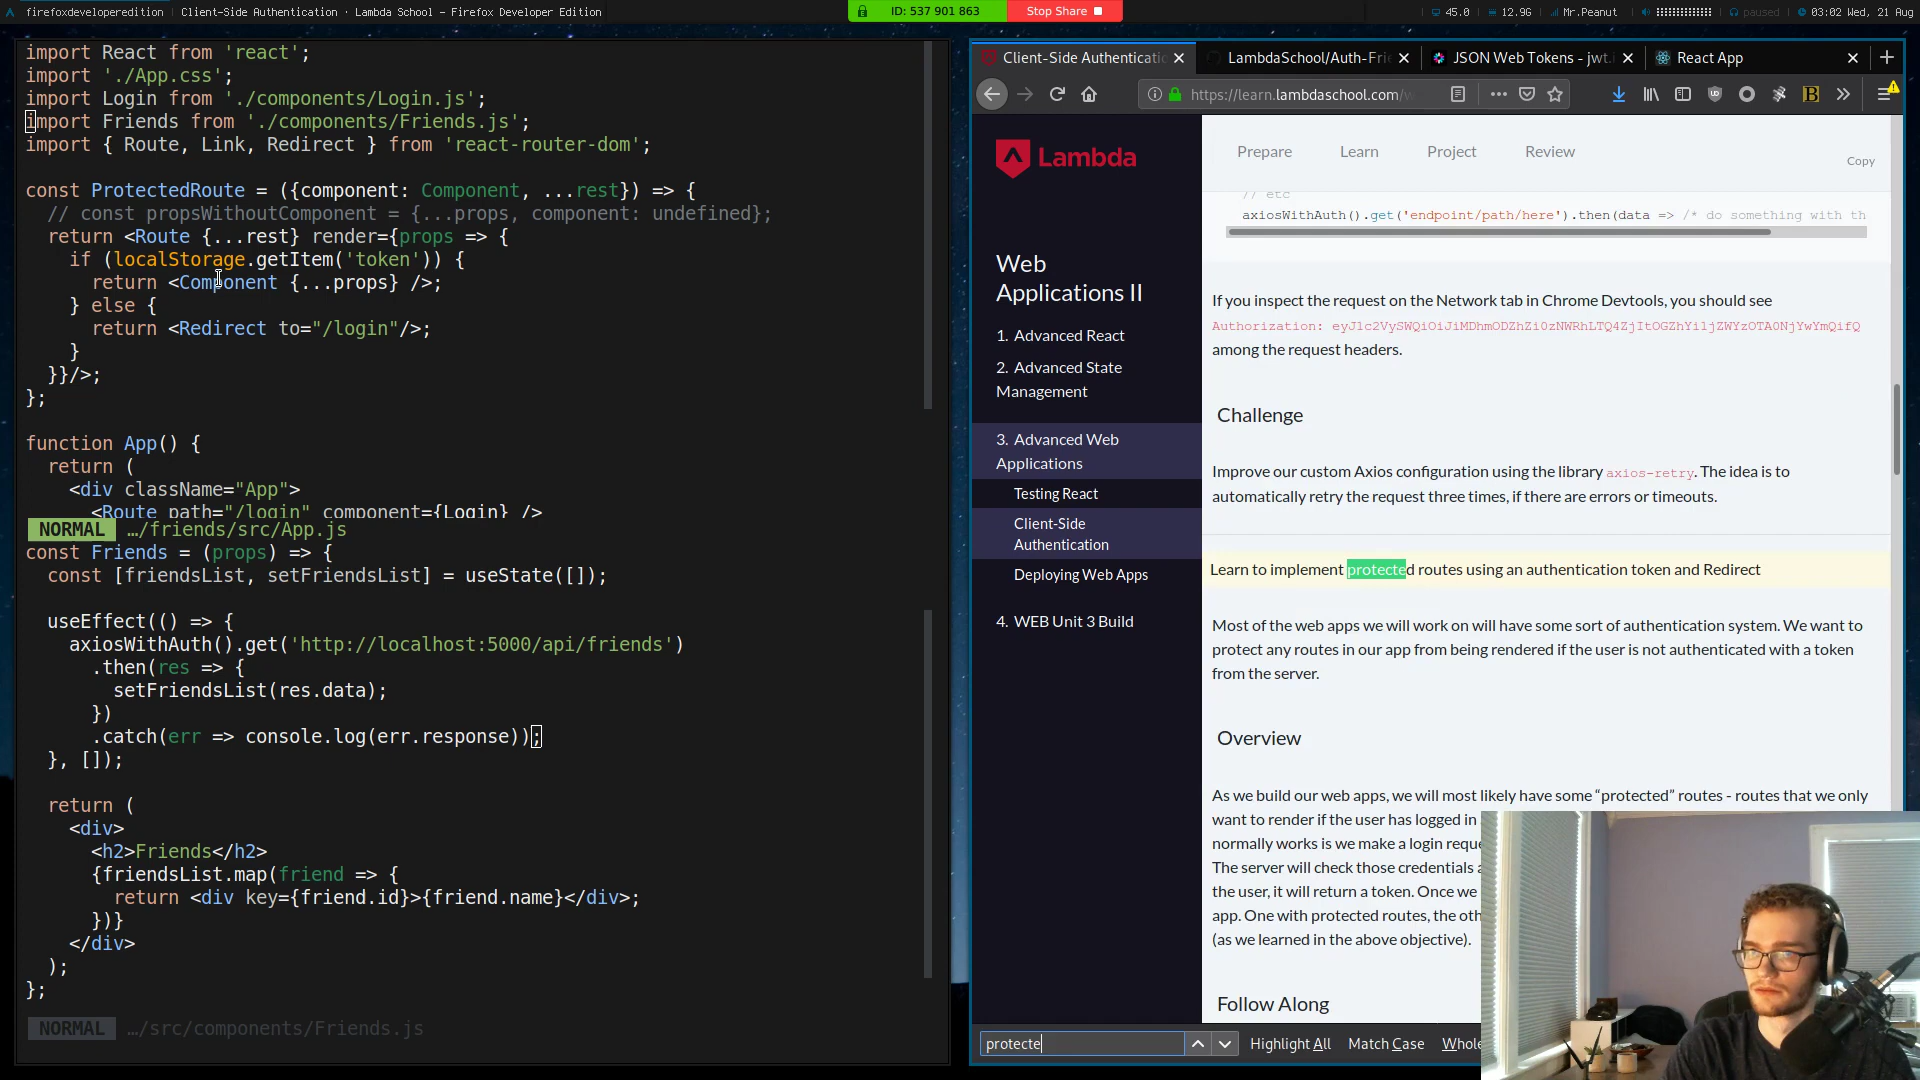 firefoxdeveloperedition
Client-Side Authentication · Lambda School - Firefox Developer Edition
ID: 537 901 863
Stop Share
45.0
12.9G
Mr.Peanut
paused
03:02 Wed, 21 Aug
import React from 'react';
import './App.css';
import Login from './components/Login.js';
import Friends from './components/Friends.js';
import { Route, Link, Redirect } from 'react-router-dom';
const ProtectedRoute = ({component: Component, ...rest}) => {
// const propsWithoutComponent = {...props, component: undefined};
return <Route {...rest} render={props => {
if (localStorage.getItem('token')) {
return <Component {...props} />;
} else {
return <Redirect to="/login"/>;
}
}}/>;
};
function App() {
return (
<div className="App">
<Route path="/login" component={Login} />
NORMAL …/friends/src/App.js
const Friends = (props) => {
const [friendsList, setFriendsList] = useState([]);
useEffect(() => {
axiosWithAuth().get('http://localhost:5000/api/friends')
.then(res => {
setFriendsList(res.data);
})
.catch(err => console.log(err.response));
}, []);
return (
<div>
<h2>Friends</h2>
{friendsList.map(friend => {
return <div key={friend.id}>{friend.name}</div>;
})}
</div>
);
};
NORMAL …/src/components/Friends.js
Client-Side Authenticatio
LambdaSchool/Auth-Frie
JSON Web Tokens - jwt.i
React App
https://learn.lambdaschool.com/w
Lambda
Web
Applications II
1. Advanced React
2. Advanced State
Management
3. Advanced Web
Applications
Testing React
Client-Side
Authentication
Deploying Web Apps
4. WEB Unit 3 Build
Prepare
Learn
Project
Review
Copy
// etc
axiosWithAuth().get('endpoint/path/here').then(data => /* do something with th
If you inspect the request on the Network tab in Chrome Devtools, you should see
among the request headers.
Challenge
Improve our custom Axios configuration using the library axios-retry. The idea is to
automatically retry the request three times, if there are errors or timeouts.
Learn to implement protected routes using an authentication token and Redirect
Most of the web apps we will work on will have some sort of authentication system. We want to
protect any routes in our app from being rendered if the user is not authenticated with a token
from the server.
Overview
As we build our web apps, we will most likely have some “protected” routes - routes that we only
want to render if the user has logged in
normally works is we make a login reque
The server will check those credentials a
the user, it will return a token. Once we
app. One with protected routes, the oth
(as we learned in the above objective).
Follow Along
protecte
Highlight All
Match Case
Whole